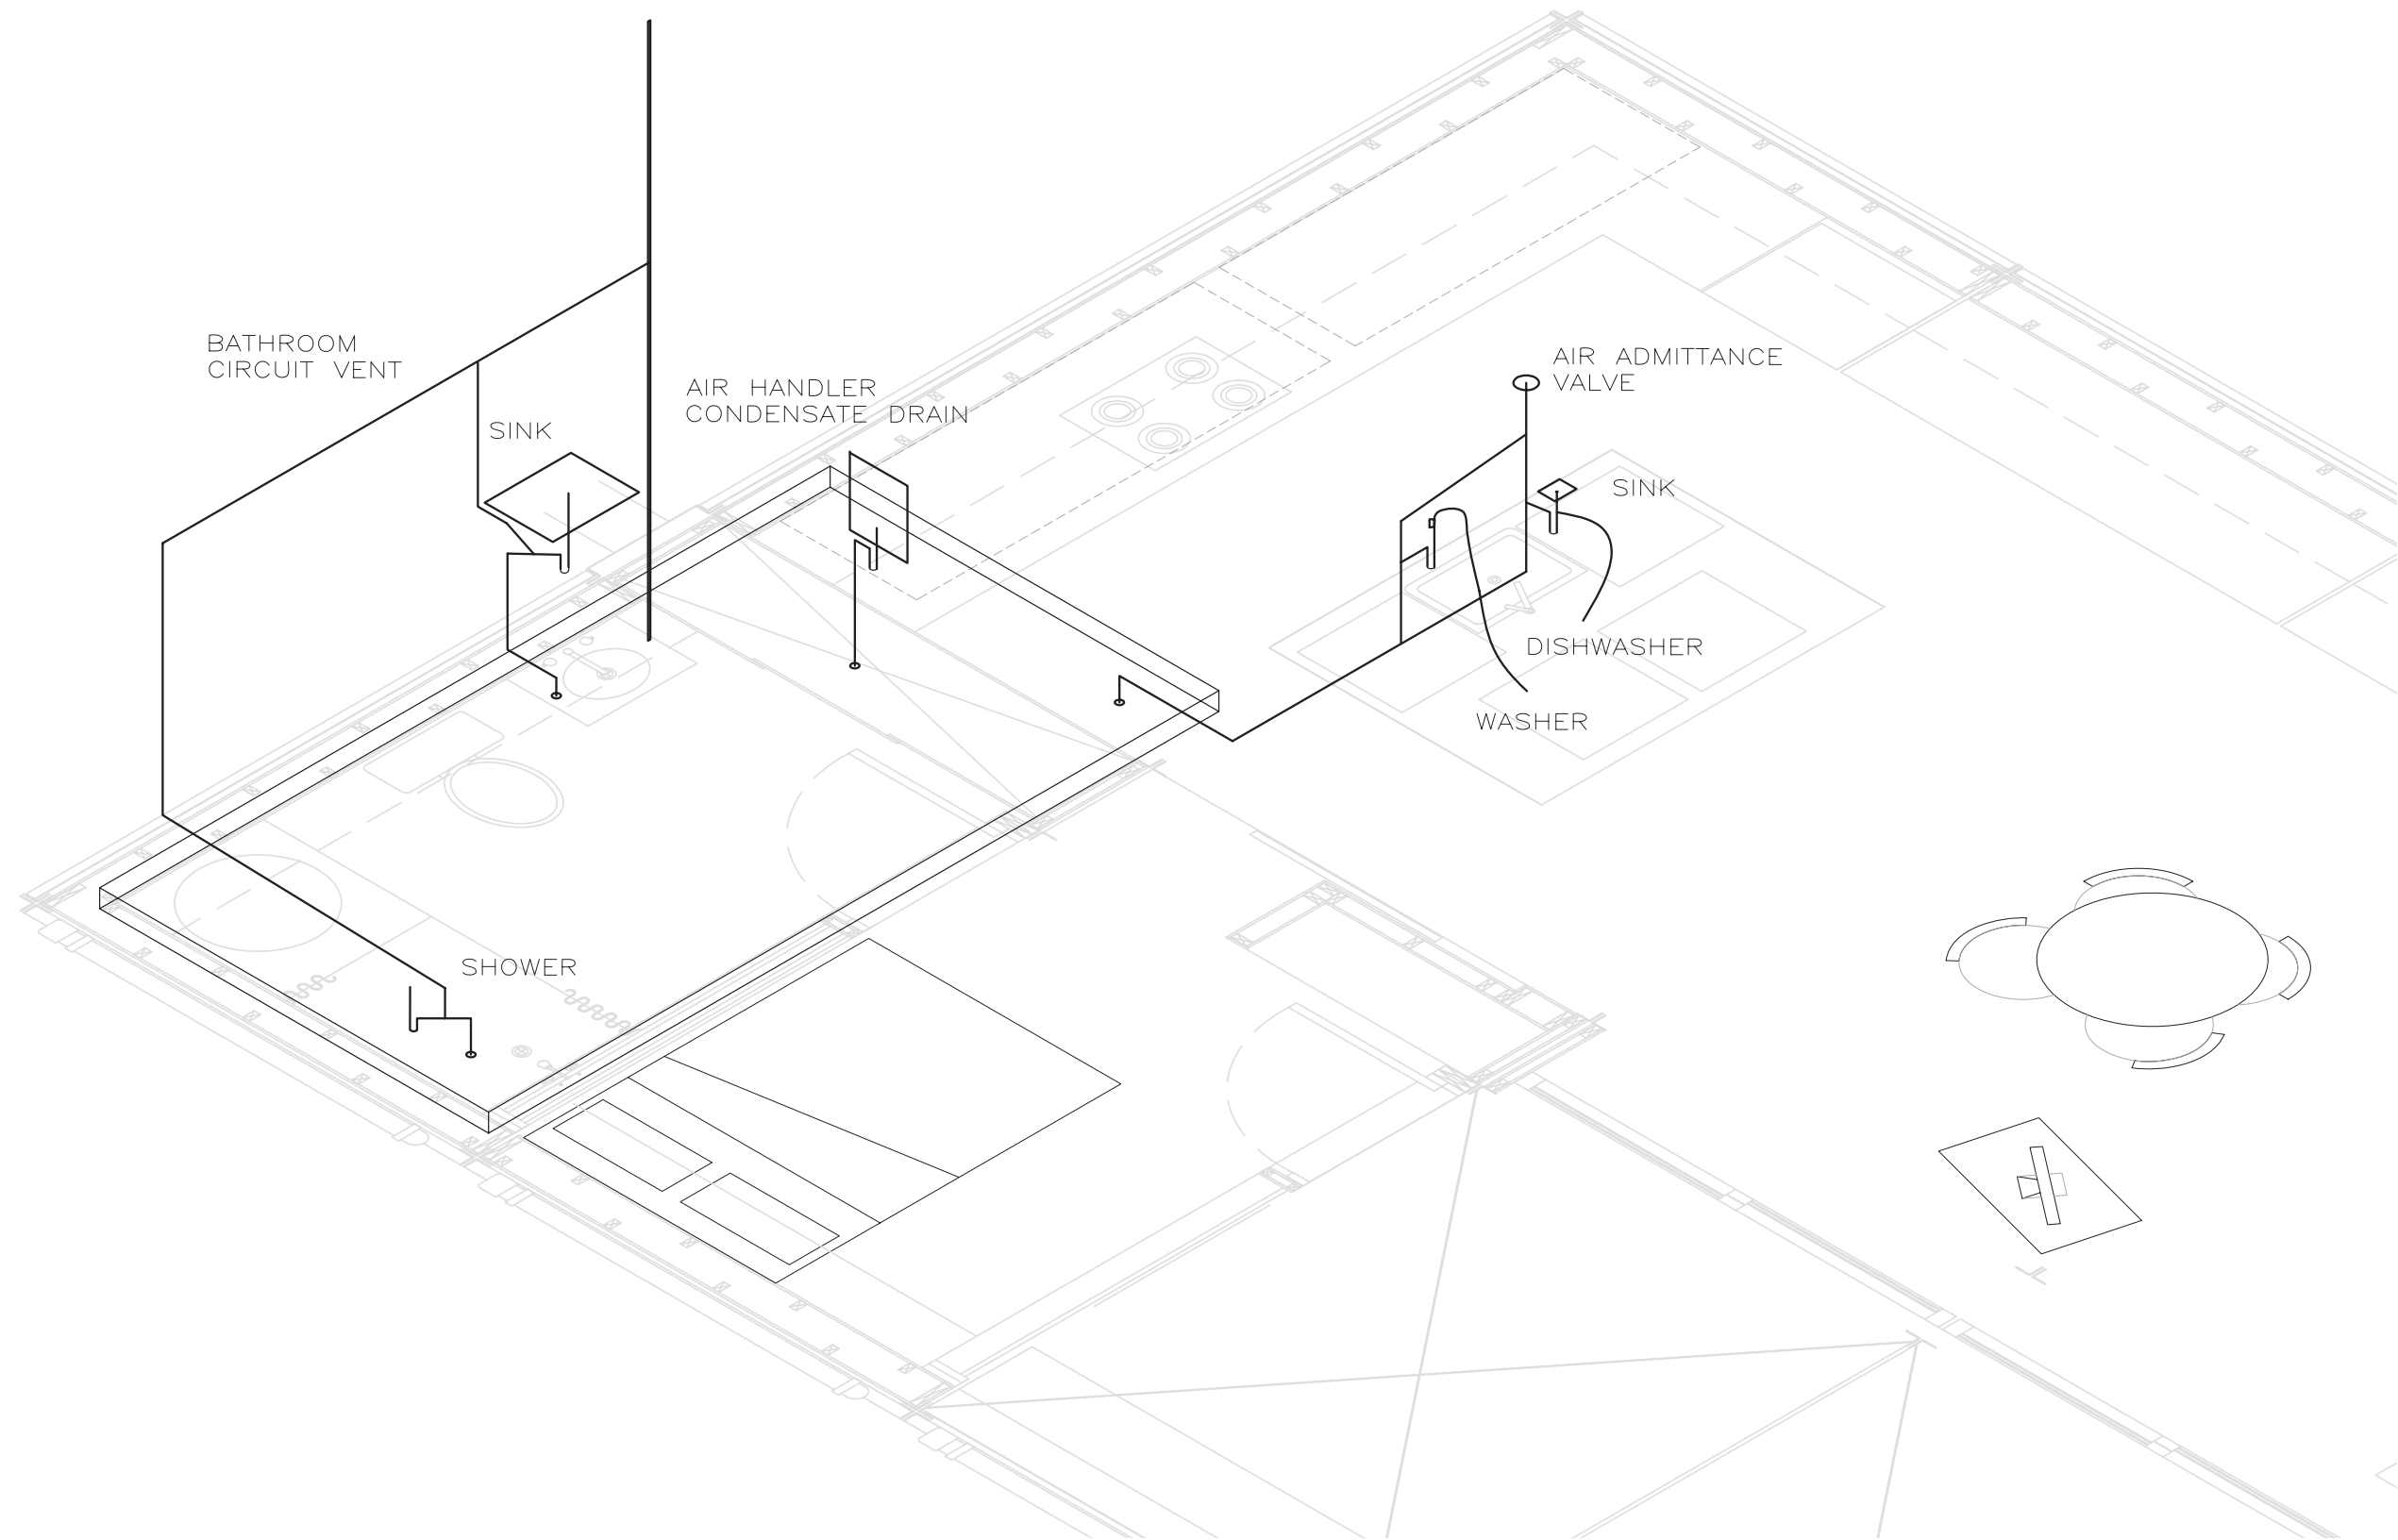 BATHROOM
CIRCUIT VENT
SINK
AIR HANDLER
CONDENSATE DRAIN
AIR ADMITTANCE
VALVE
SINK
DISHWASHER
WASHER
SHOWER